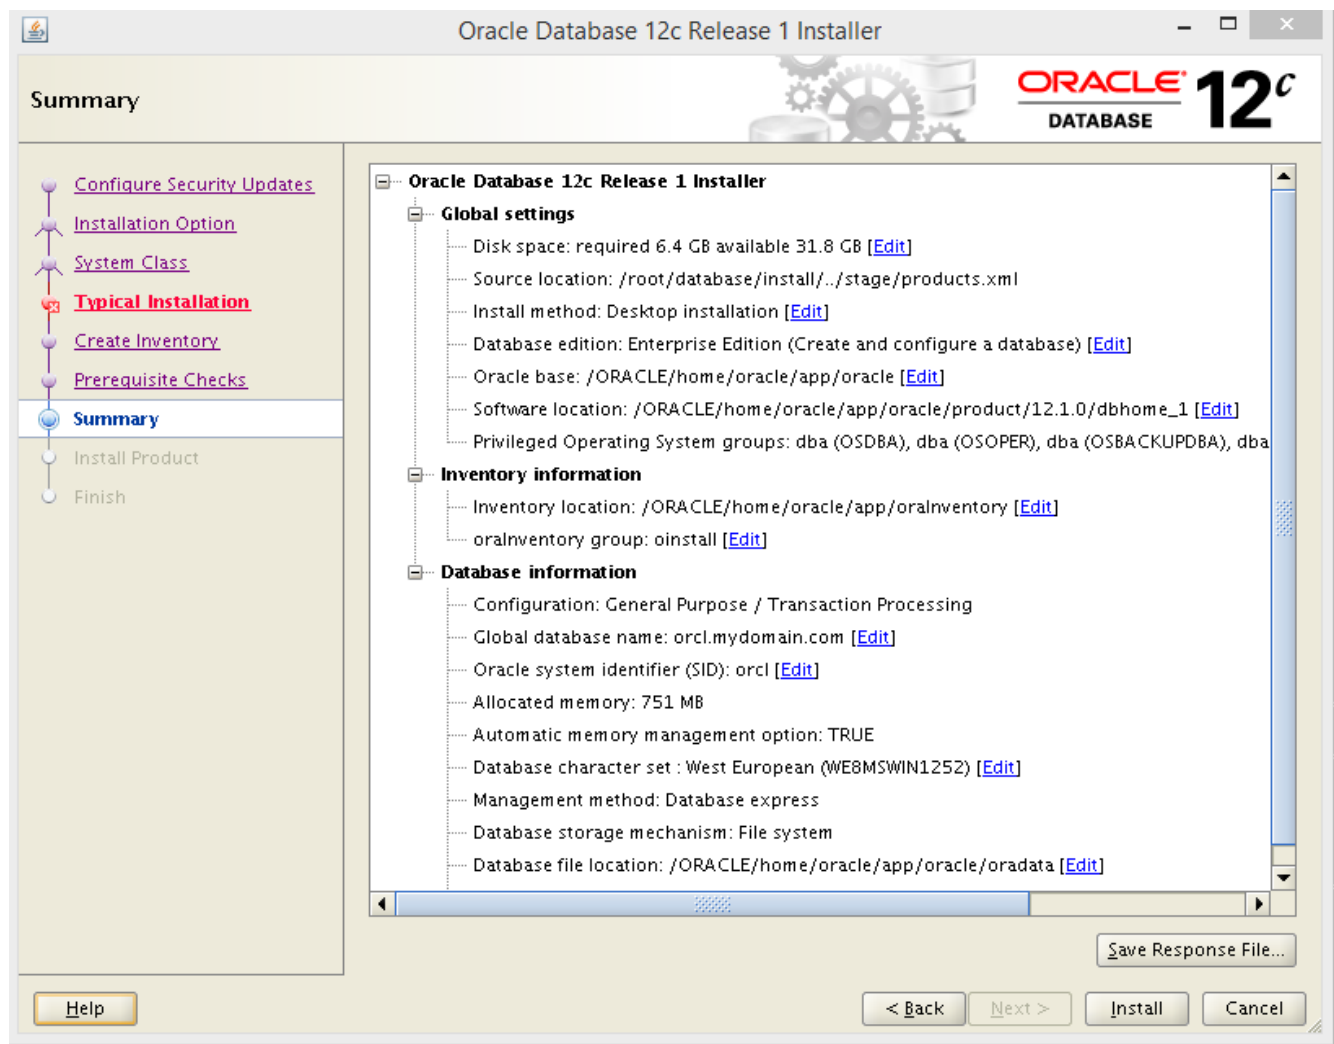 Oracle Database 12c Release 1 Installer
Summary
ORACLE
DATABASE
12c
Configure Security Updates
Installation Option
System Class
Typical Installation
Create Inventory
Prerequisite Checks
Summary
Install Product
Finish
Oracle Database 12c Release 1 Installer
Global settings
Disk space: required 6.4 GB available 31.8 GB [Edit]
Source location: /root/database/install/../stage/products.xml
Install method: Desktop installation [Edit]
Database edition: Enterprise Edition (Create and configure a database) [Edit]
Oracle base: /ORACLE/home/oracle/app/oracle [Edit]
Software location: /ORACLE/home/oracle/app/oracle/product/12.1.0/dbhome_1 [Edit]
Privileged Operating System groups: dba (OSDBA), dba (OSOPER), dba (OSBACKUPDBA), dba
Inventory information
Inventory location: /ORACLE/home/oracle/app/oraInventory [Edit]
oraInventory group: oinstall [Edit]
Database information
Configuration: General Purpose / Transaction Processing
Global database name: orcl.mydomain.com [Edit]
Oracle system identifier (SID): orcl [Edit]
Allocated memory: 751 MB
Automatic memory management option: TRUE
Database character set : West European (WE8MSWIN1252) [Edit]
Management method: Database express
Database storage mechanism: File system
Database file location: /ORACLE/home/oracle/app/oracle/oradata [Edit]
Save Response File...
Help
< Back
Next >
Install
Cancel